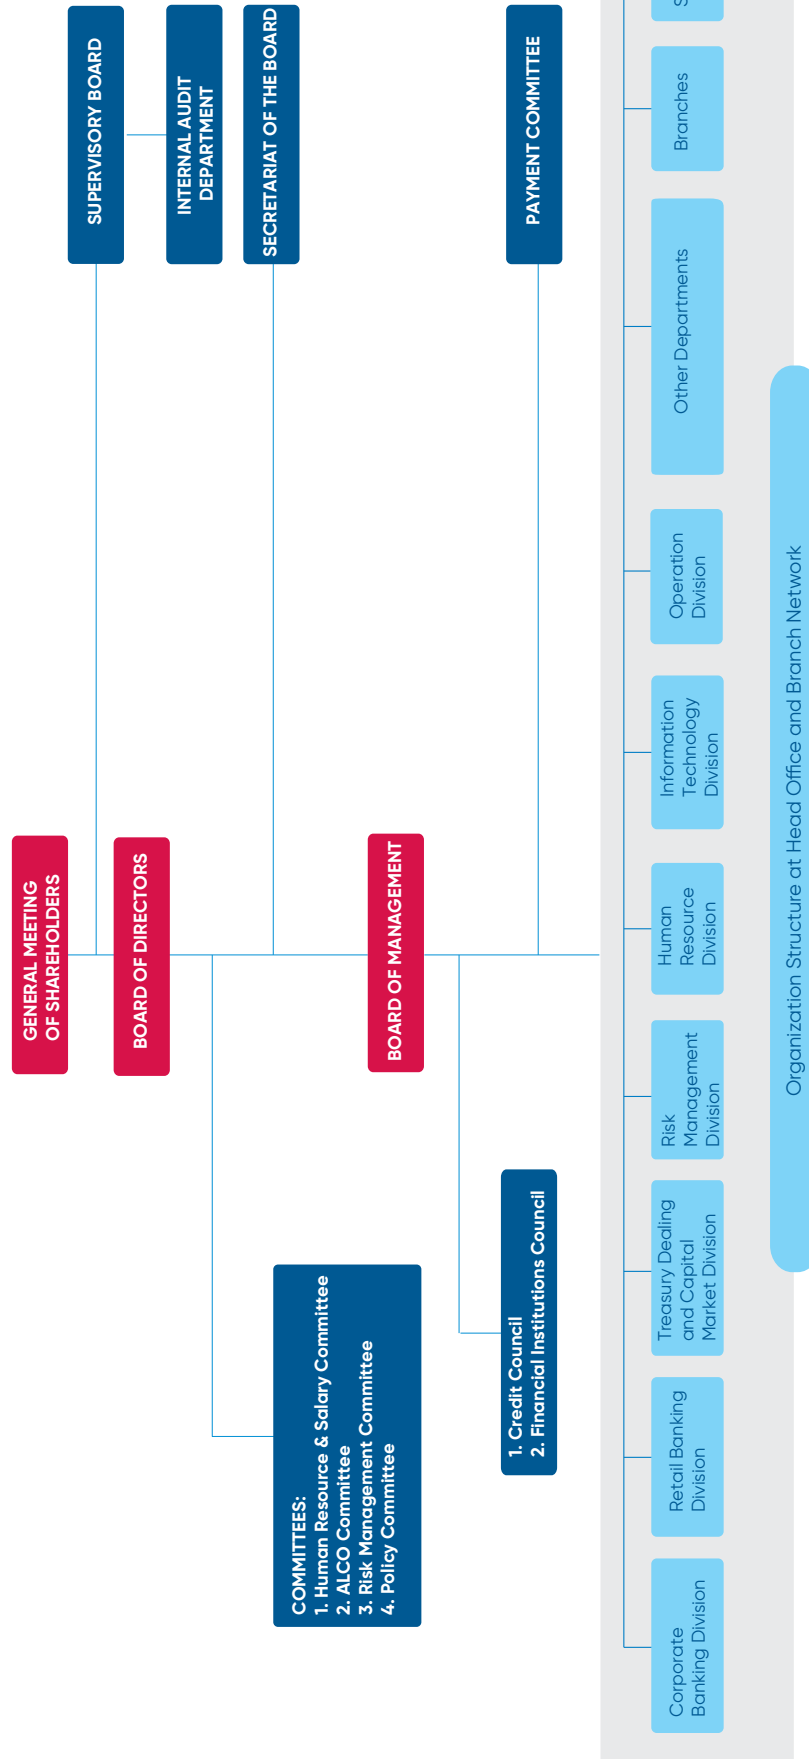 GENERAL MEETING
OF SHAREHOLDERS
SUPERVISORY BOARD
BOARD OF DIRECTORS
INTERNAL AUDIT
DEPARTMENT
SECRETARIAT OF THE BOARD
COMMITTEES:
1. Human Resource & Salary Committee
2. ALCO Committee
3. Risk Management Committee
4. Policy Committee
BOARD OF MANAGEMENT
1. Credit Council
2. Financial Institutions Council
PAYMENT COMMITTEE
Corporate
Banking Division
Retail Banking
Division
Treasury Dealing
and Capital
Market Division
Risk
Management
Division
Human
Resource
Division
Information
Technology
Division
Operation
Division
Other Departments
Branches
Organization Structure at Head Office and Branch Network